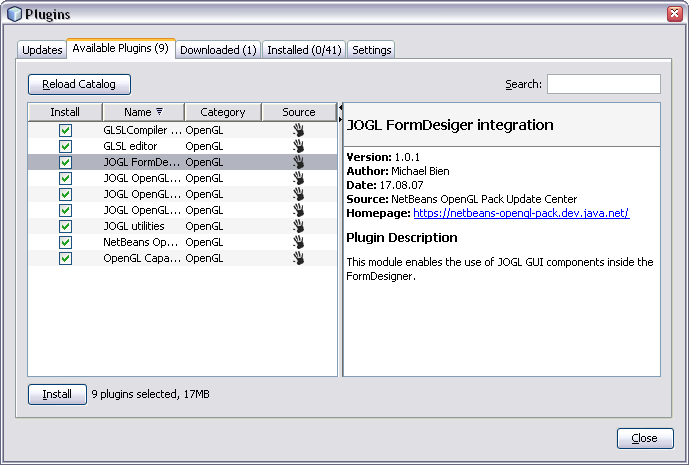 Plugins
Updates Available Plugins (9) Downloaded (1) Installed (0/41) Settings
Reload Catalog Search:
Install Name Category Source
GLSLCompiler ... OpenGL
GLSL editor OpenGL
JOGL FormDe... OpenGL
JOGL OpenGL... OpenGL
JOGL OpenGL... OpenGL
JOGL OpenGL... OpenGL
JOGL utilities OpenGL
NetBeans Op... OpenGL
OpenGL Capa... OpenGL
JOGL FormDesiger integration
Version: 1.0.1
Author: Michael Bien
Date: 17.08.07
Source: NetBeans OpenGL Pack Update Center
Homepage: https://netbeans-opengl-pack.dev.java.net/
Plugin Description
This module enables the use of JOGL GUI components inside the
FormDesigner.
Install 9 plugins selected, 17MB
Close